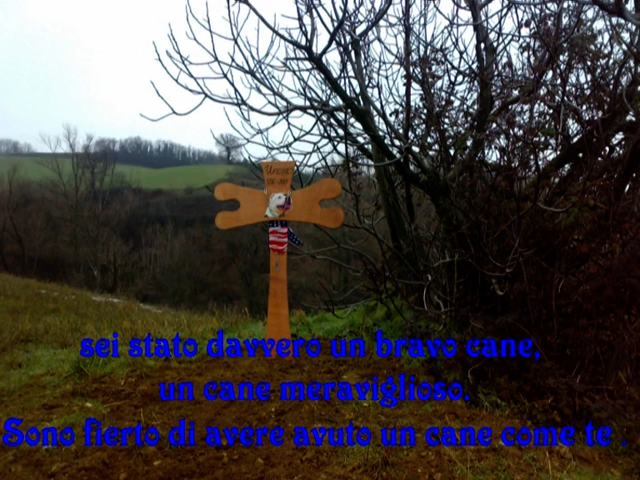 sei stato davvero un bravo cane,
un cane meraviglioso.
Sono fierto di avere avuto un cane come te .